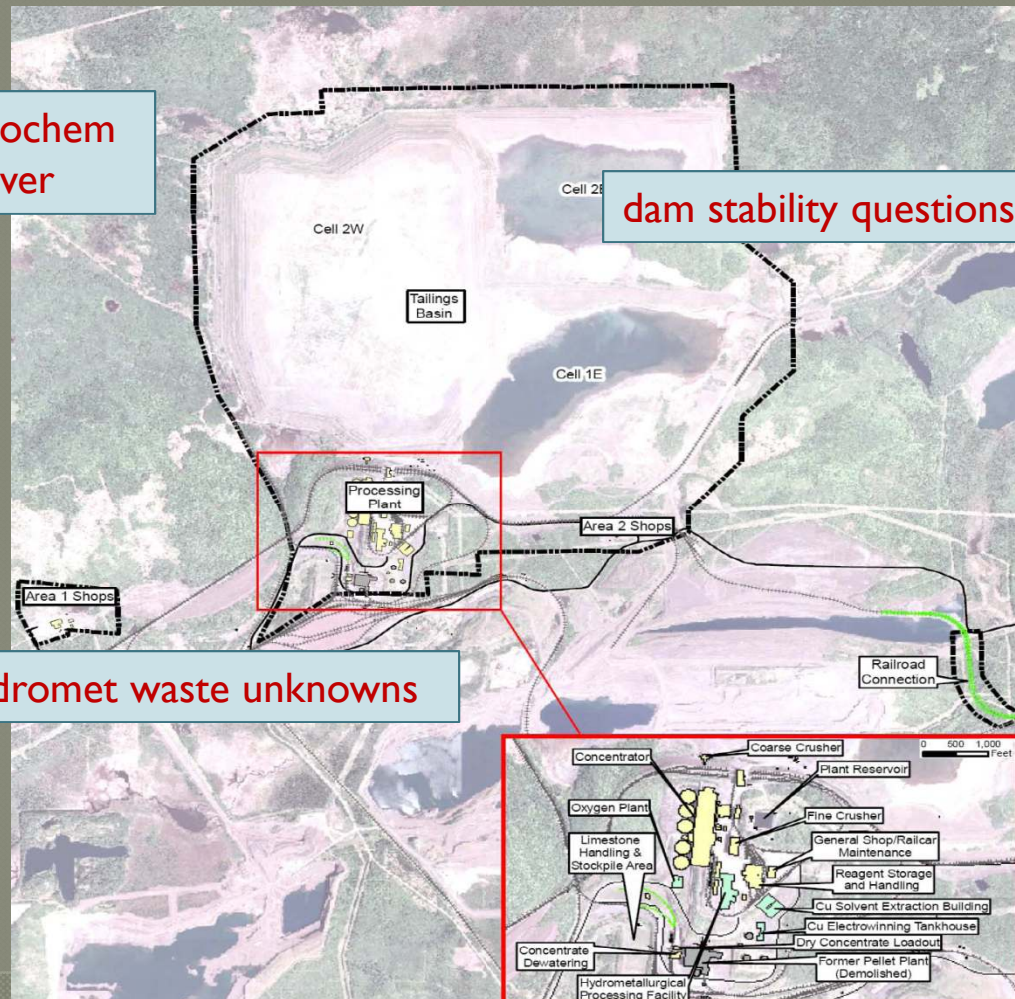 ochem
ver
dam stability questions
Cell 2W
Tailings
Basin
Cell 1E
Processing
Plant
Area 2 Shops
Area 1 Shops
Railroad
Connection
dromet waste unknowns
Coarse Crusher
0 500 1,000
Feet
Concentrator
Plant Reservoir
Oxygen Plant
Fine Crusher
Limestone
Handling &
Stockpile Area
General Shop/Railcar
Maintenance
Reagent Storage
and Handling
Cu Solvent Extraction Building
Cu Electrowinning Tankhouse
Dry Concentrate Loadout
Concentrate
Dewatering
Former Pellet Plant
(Demolished)
Hydrometallurgical
Processing Facility